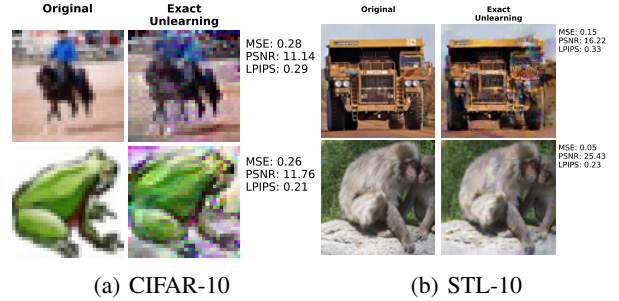 Original
Exact
Unlearning
MSE: 0.28
PSNR: 11.14
LPIPS: 0.29
MSE: 0.26
PSNR: 11.76
LPIPS: 0.21
(a) CIFAR-10
Original
Exact
Unlearning
MSE: 0.15
PSNR: 16.22
LPIPS: 0.33
MSE: 0.05
PSNR: 25.43
LPIPS: 0.23
(b) STL-10